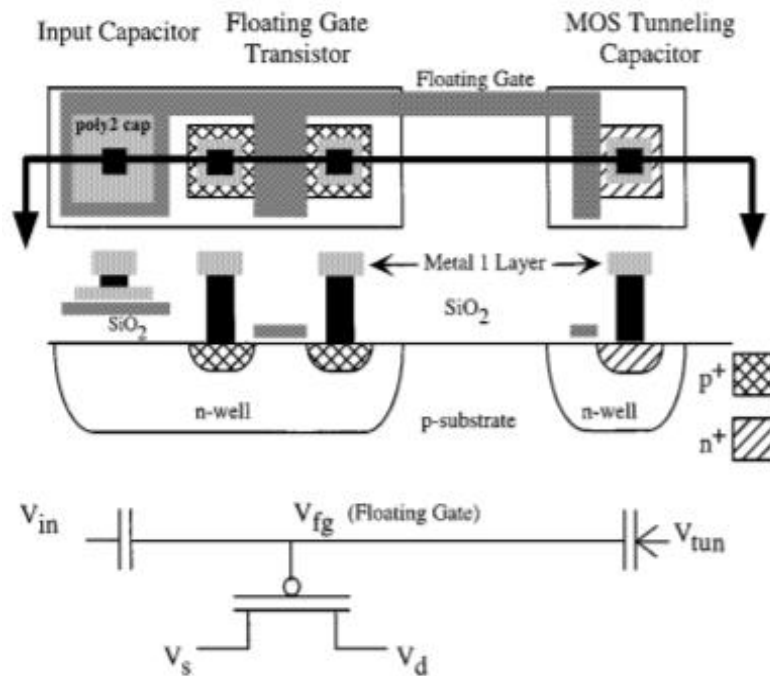 Input Capacitor
Floating Gate
Transistor
MOS Tunneling
Capacitor
Floating Gate
poly2 cap
Metal 1 Layer
SiO2
SiO2
p+
n-well
p-substrate
n-well
n+
Vin
Vfg (Floating Gate)
Vtun
Vs
Vd